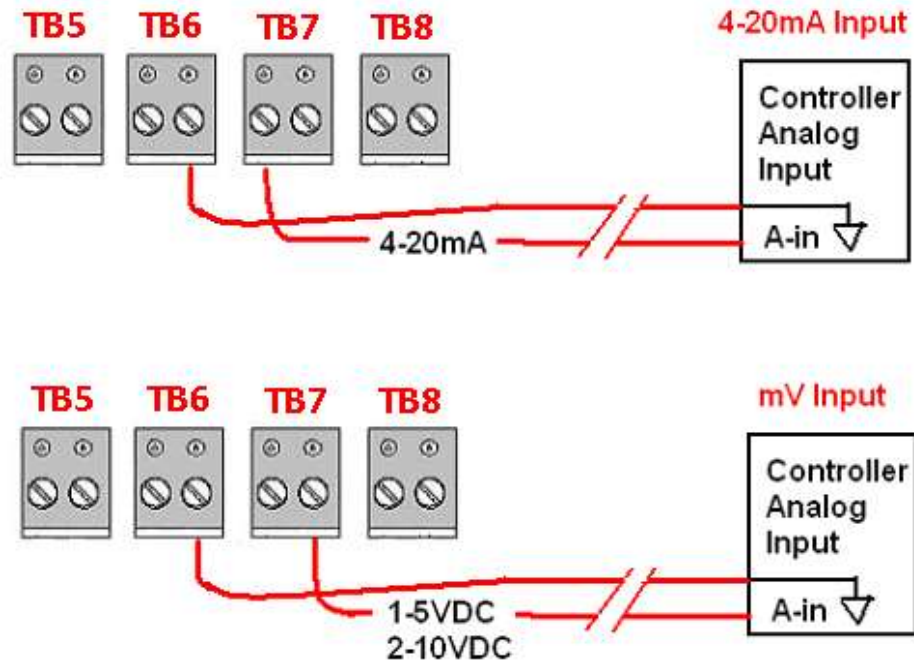 TB5 TB6 TB7 TB8
4-20mA Input
Controller
Analog
Input
4-20mA
A-in
TB5 TB6 TB7 TB8
mV Input
Controller
Analog
Input
1-5VDC
2-10VDC
A-in